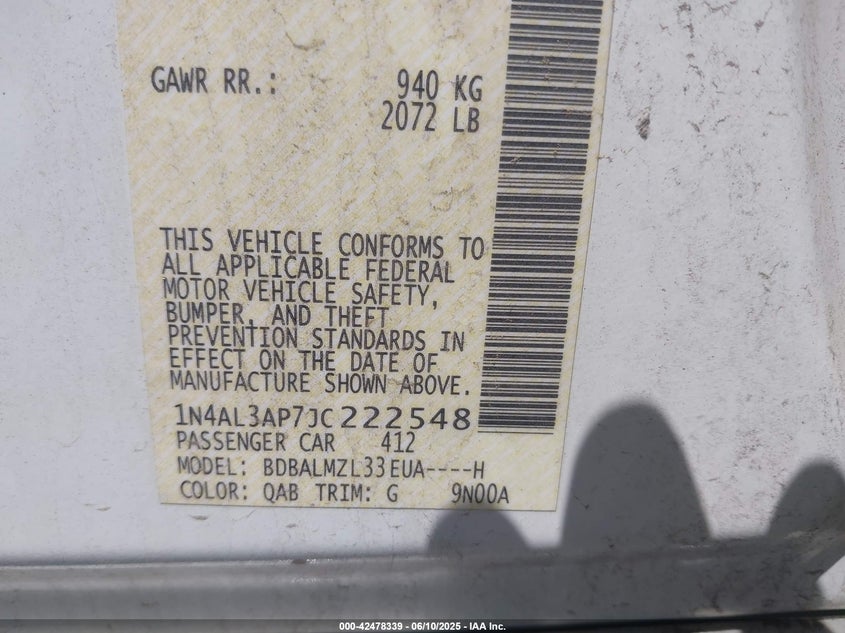 GAWR RR.: 940 KG
2072 LB
THIS VEHICLE CONFORMS TO
ALL APPLICABLE FEDERAL
MOTOR VEHICLE SAFETY,
BUMPER, AND THEFT
PREVENTION STANDARDS IN
EFFECT ON THE DATE OF
MANUFACTURE SHOWN ABOVE.
1N4AL3AP7JC222548
PASSENGER CAR 412
MODEL: BDBALMZL33EUA----H
COLOR: QAB TRIM: G 9N00A
000-42478339 - 06/10/2025 - IAA Inc.